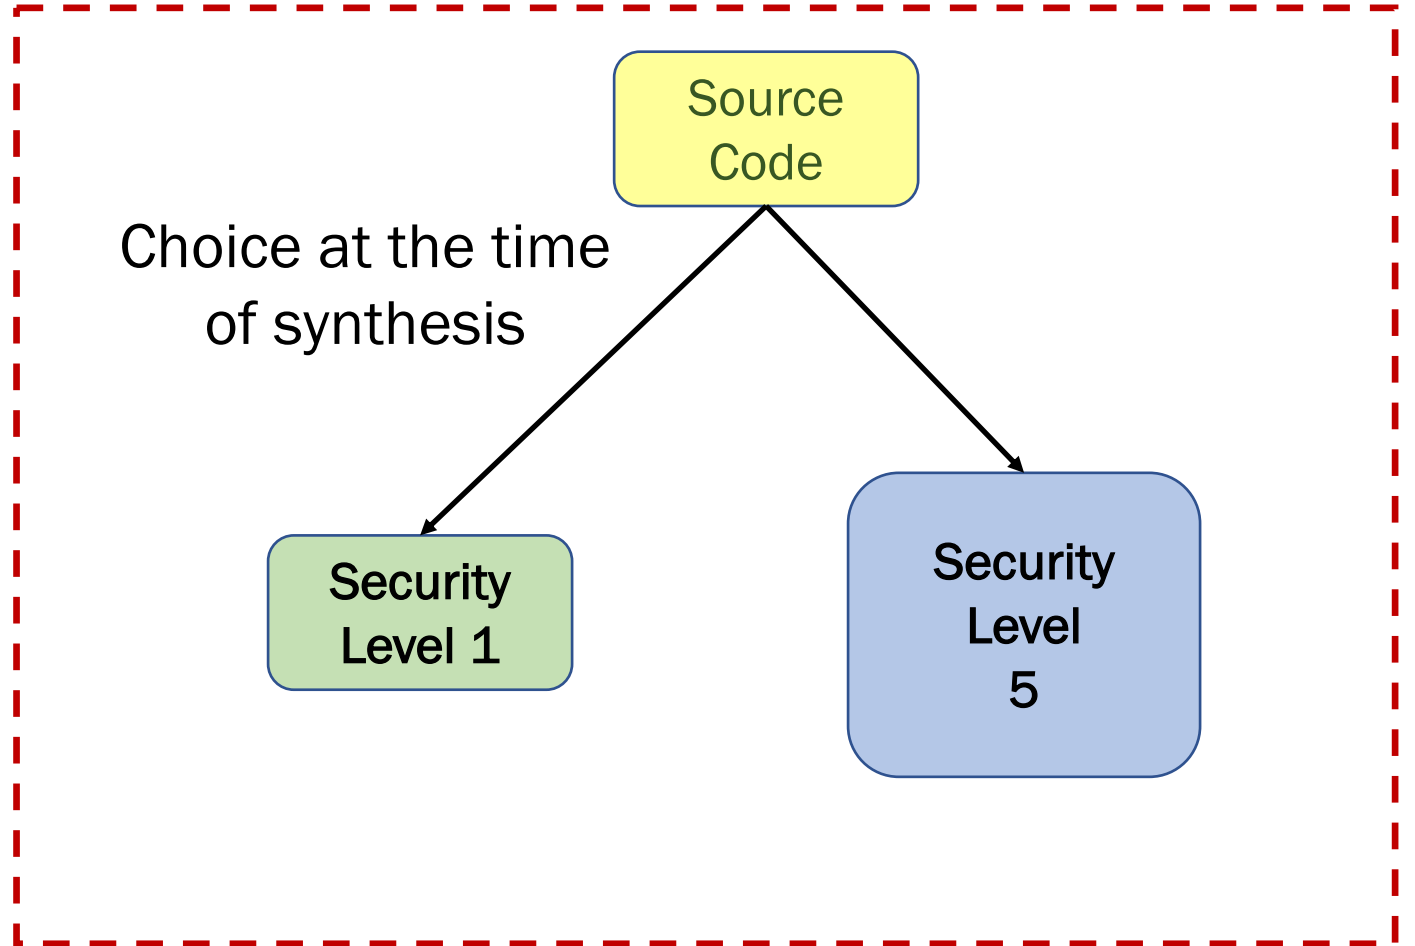 Source
Code
Choice at the time
of synthesis
Security
Level 1
Security
Level
5